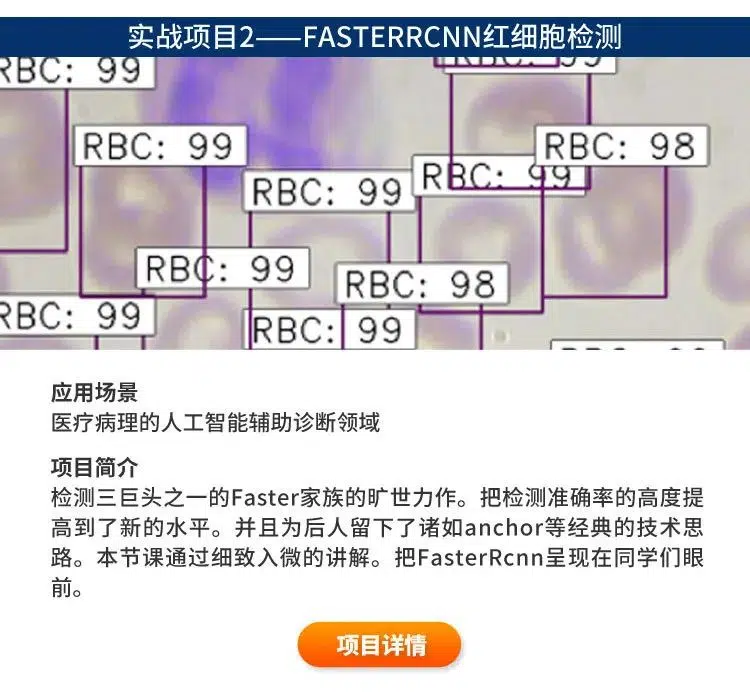 实战项目2——FASTERRCNN红细胞检测
RBC: 99
99
RBC: 99
RBC: 98
RBC: 99
RBC: 99
RBC: 99
RBC: 98
RBC: 99
RBC: 99
应用场景
医疗病理的人工智能辅助诊断领域
项目简介
检测三巨头之一的Faster家族的旷世力作。把检测准确率的高度提
高到了新的水平。并且为后人留下了诸如anchor等经典的技术思
路。本节课通过细致入微的讲解。把FasterRcnn呈现在同学们眼
前。
项目详情